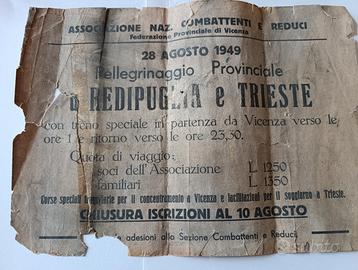 ASSOCIAZIONE NAZ. COMBATTENTI E REDUCI
Federazione Provinciale di Vicenza
28 AGOSTO 1949
Pellegrinaggio Provinciale
a REDIPUGLIA e TRIESTE
con treno speciale in partenza da Vicenza verso le
ore 1 e ritorno verso le ore 23,30.
Quota di viaggio:
soci dell'Associazione L. 1250
familiari L. 1350
Corse speciali tranviarie per il concentramento a Vicenza e facilitazioni per il soggiorno a Trieste.
CHIUSURA ISCRIZIONI AL 10 AGOSTO
e adesioni alla Sezione Combattenti e Reduci
subito.it